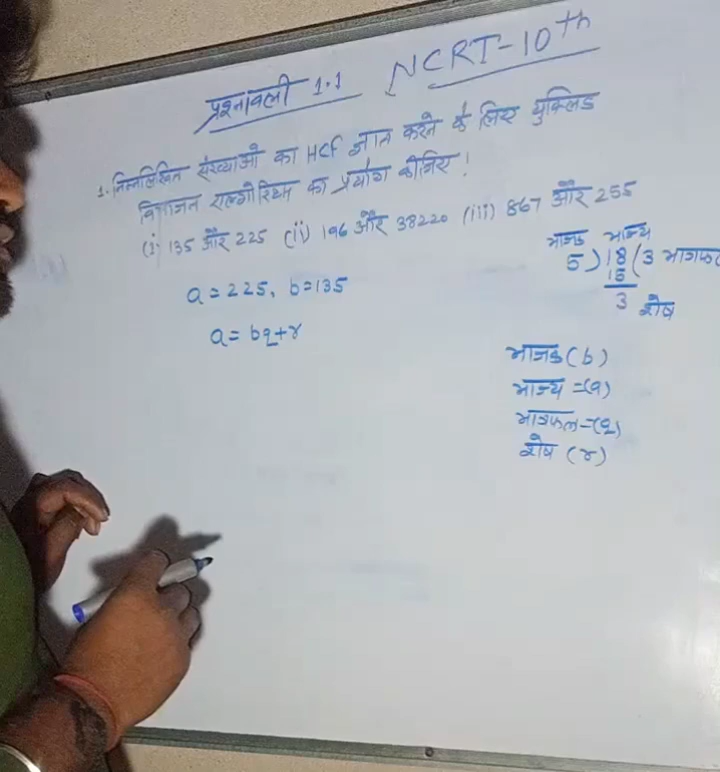 प्रश्नावली 1.1 NCRT-10th
1. निम्नलिखित संख्याओ का HCF ज्ञात करने के लिए युक्लिड
विभाजन एल्गोरिथ्म का प्रयोग कीजिए!
(i) 135 और 225 (ii) 196 और 38220 (iii) 867 और 255
भाजक भाज्य
5)18(3 भागफल
15
3 शेष
a=225, b=135
a=bq+r
भाजक(b)
भाज्य=(a)
भागफल=(q)
शेष (r)